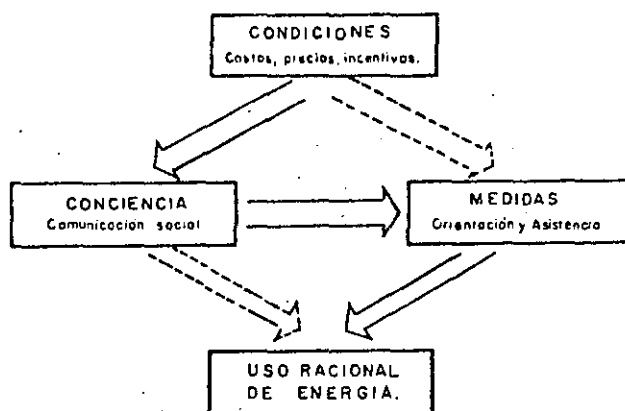 CONDICIONES
Costos, precios, incentivos.
CONCIENCIA
Comunicación social
MEDIDAS
Orientación y Asistencia
USO RACIONAL
DE ENERGIA.